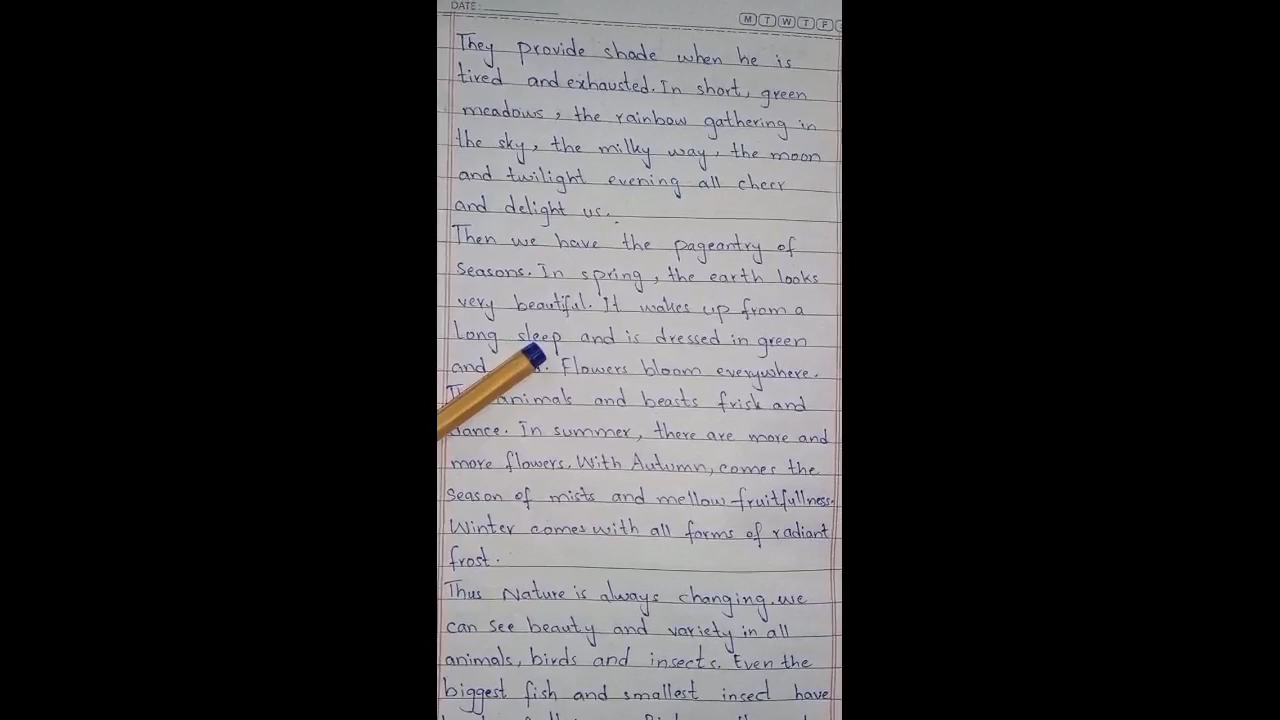 DATE:
M T W T F
They provide shade when he is
tired and exhausted. In short, green
meadows, the rainbow gathering in
the sky, the milky way, the moon
and twilight evening all cheer
and delight us.
Then we have the pageantry of
Seasons. In spring, the earth looks
very beautiful. It wakes up from a
Long sleep and is dressed in green
and Flowers bloom everywhere.
animals and beasts frisk and
dance. In summer, there are more and
more flowers. With Autumn, comes the
Season of mists and mellow fruitfullness.
Winter comes with all forms of radiant
frost.
Thus Nature is always changing. we
can see beauty and variety in all
animals, birds and insects. Even the
biggest fish and smallest insect have